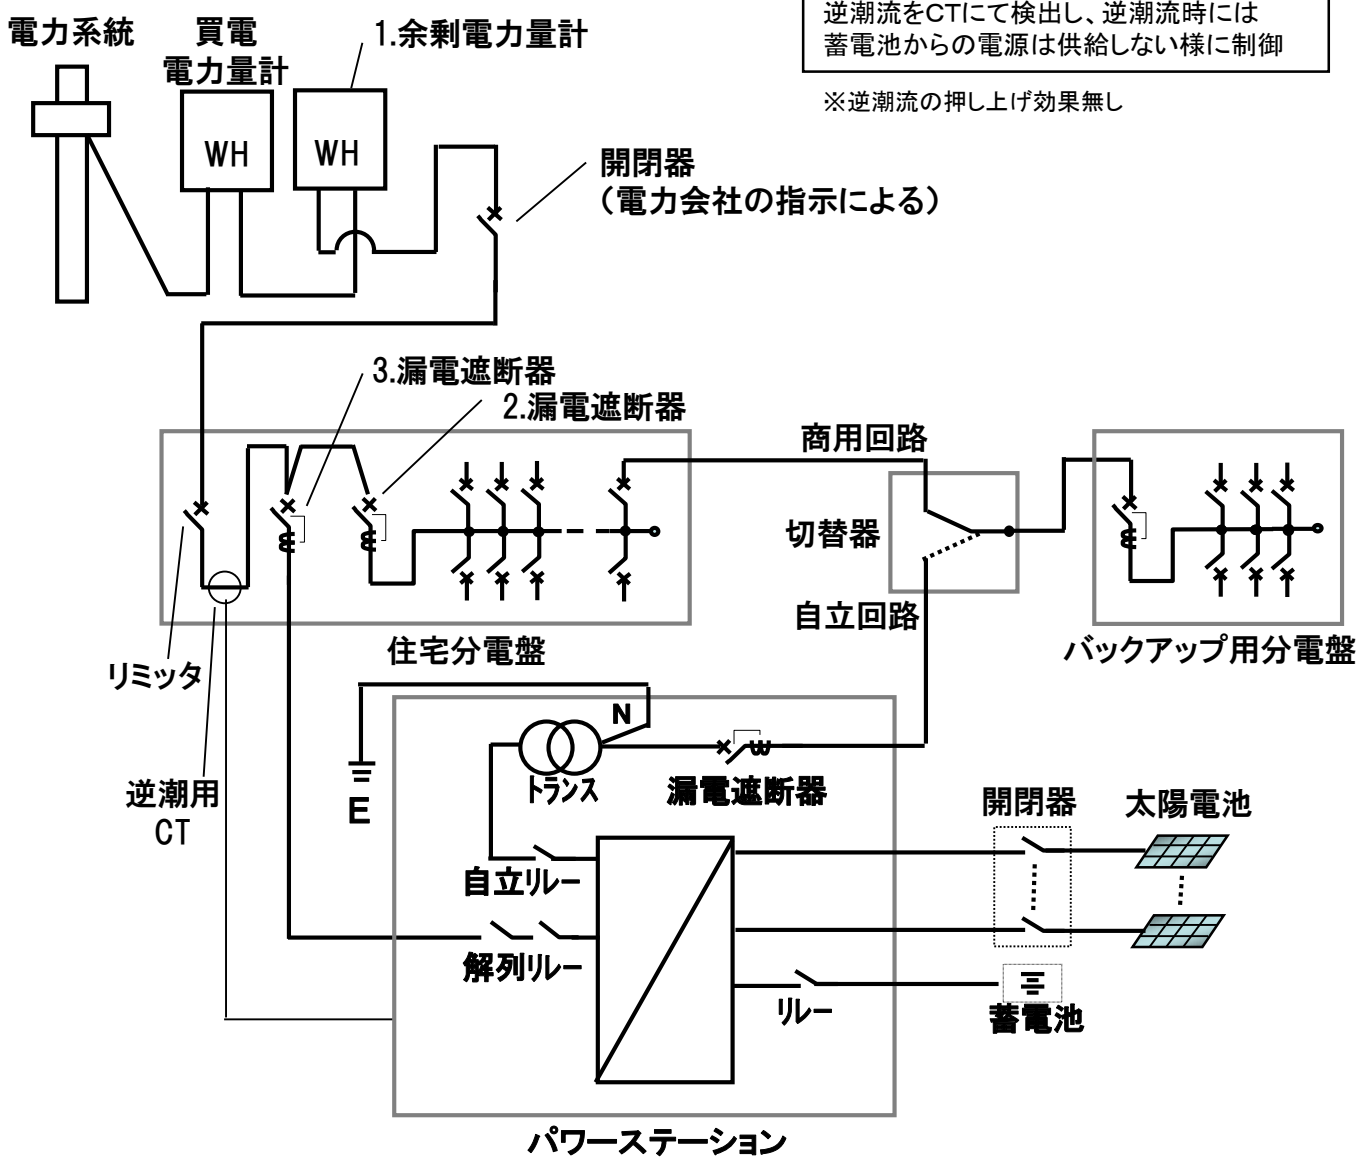 逆潮流をCTにて検出し、逆潮流時には
蓄電池からの電源は供給しない様に制御
※逆潮流の押し上げ効果無し
電力系統
買電
電力量計
1.余剰電力量計
WH
WH
開閉器
(電力会社の指示による)
3.漏電遮断器
2.漏電遮断器
商用回路
切替器
自立回路
住宅分電盤
バックアップ用分電盤
リミッタ
逆潮用
CT
N
E
トランス
漏電遮断器
開閉器
太陽電池
自立リレー
解列リレー
リレー
蓄電池
パワーステーション